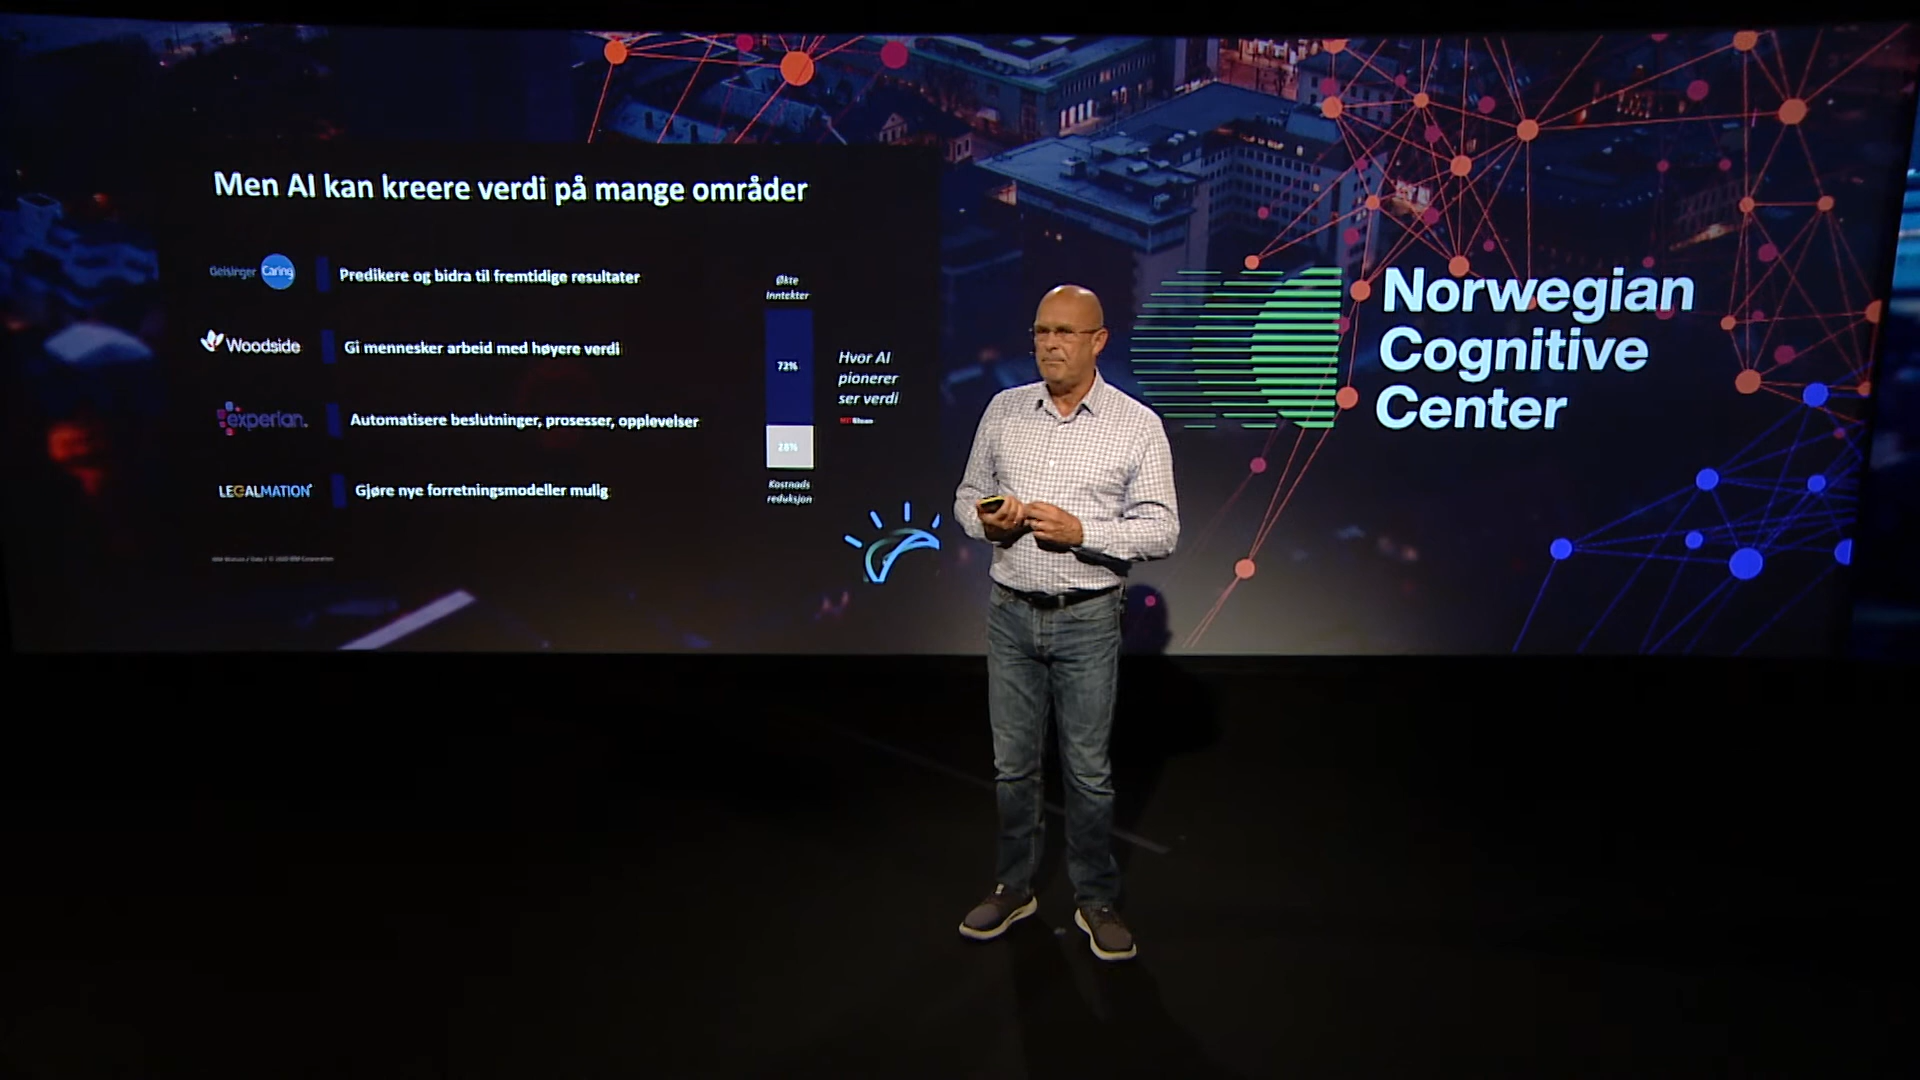 Men AI kan kreere verdi på mange områder
Geisinger Caring
Predikere og bidra til fremtidige resultater
Woodside
Gi mennesker arbeid med høyere verdi
experian.
Automatisere beslutninger, prosesser, opplevelser
LEGALMATION
Gjøre nye forretningsmodeller mulig
Økte
Inntekter
72%
28%
Kostnads
reduksjon
Hvor AI
pionerer
ser verdi
Norwegian
Cognitive
Center